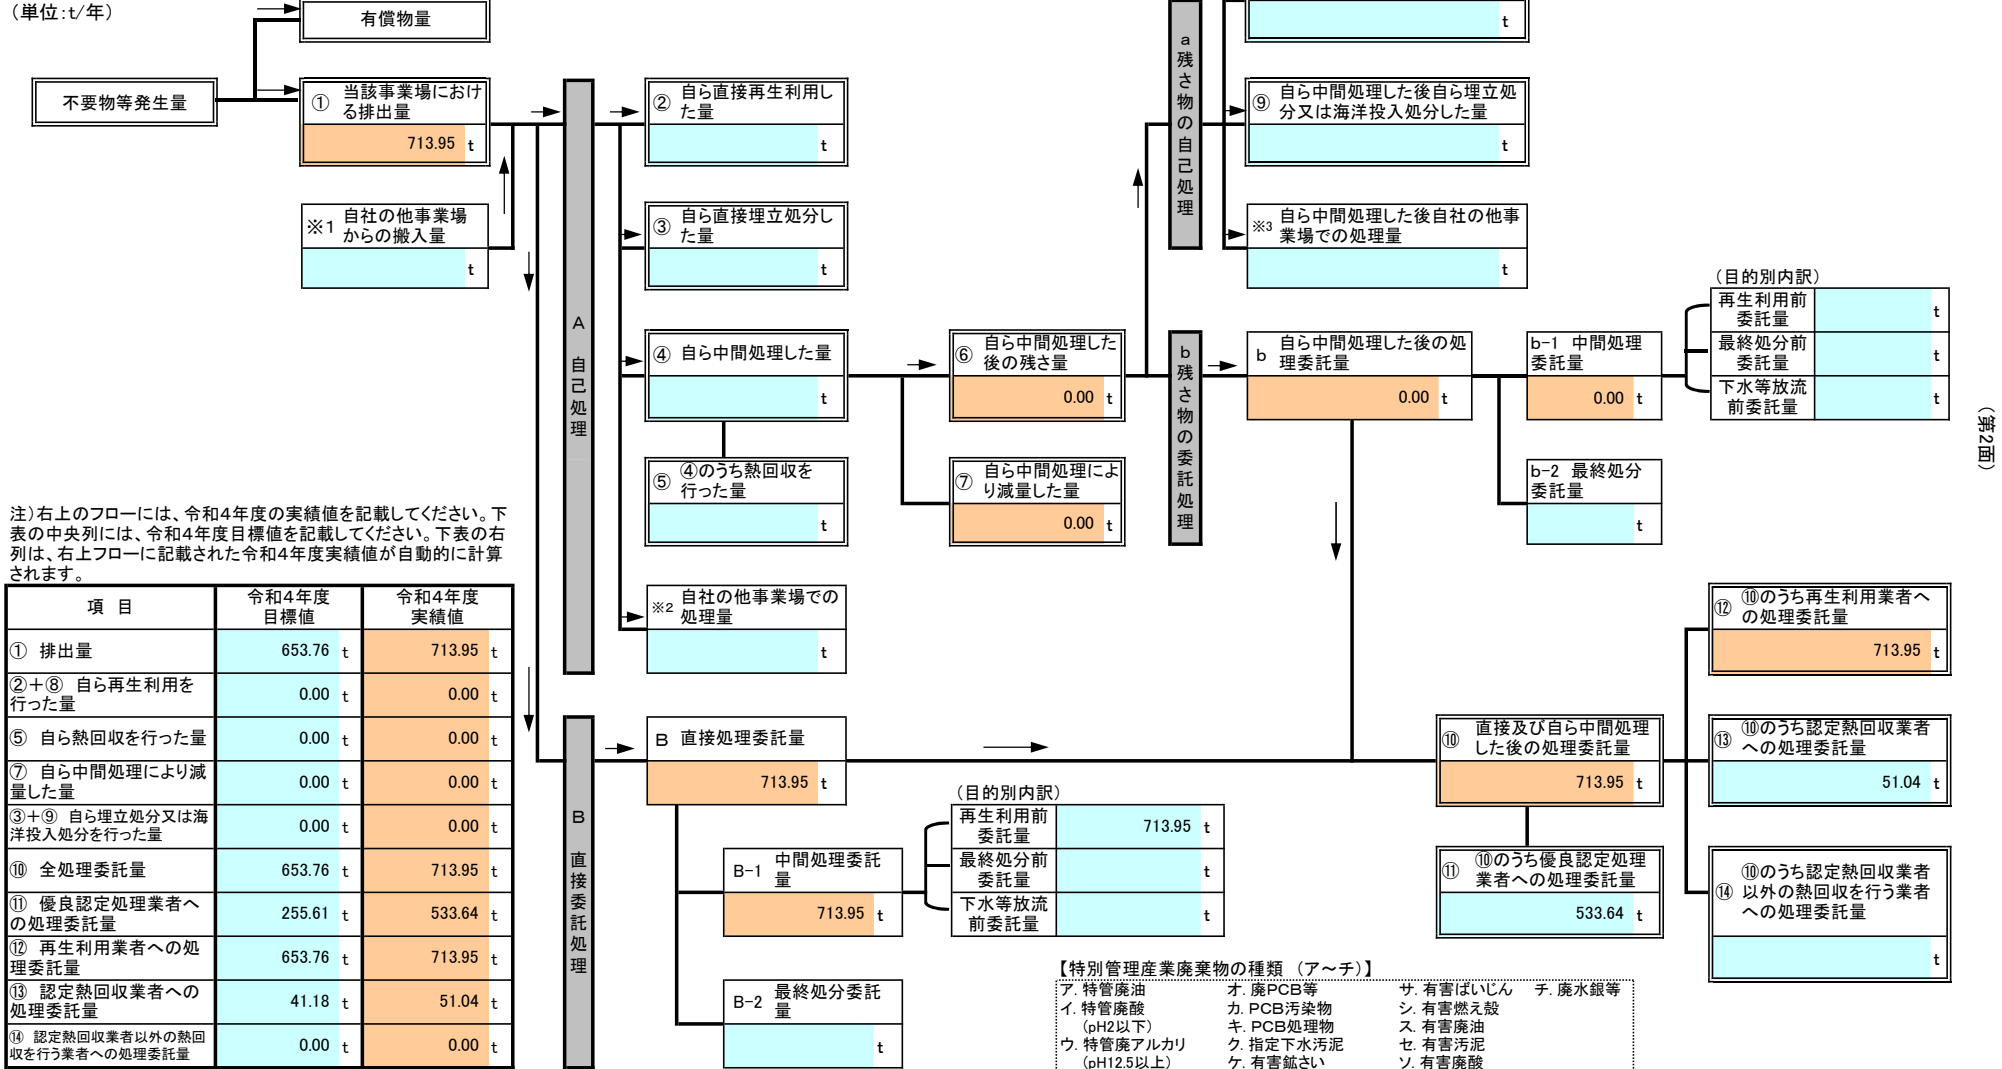 （単位:t/年）
有償物量
不要物等発生量
① 当該事業場におけ
る排出量
713.95 t
※1 自社の他事業場
からの搬入量
t
A 自己処理
② 自ら直接再生利用し
た量
t
③ 自ら直接埋立処分し
た量
t
④ 自ら中間処理した量
t
⑤ ④のうち熱回収を
行った量
t
※2 自社の他事業場での
処理量
t
⑥ 自ら中間処理した
後の残さ量
0.00 t
⑦ 自ら中間処理によ
り減量した量
0.00 t
a 残さ物の自己処理
t
⑨ 自ら中間処理した後自ら埋立処
分又は海洋投入処分した量
t
※3 自ら中間処理した後自社の他事
業場での処理量
t
b 残さ物の委託処理
b 自ら中間処理した後の処
理委託量
0.00 t
b-1 中間処理
委託量
0.00 t
b-2 最終処分
委託量
t
（目的別内訳）
再生利用前
委託量
t
最終処分前
委託量
t
下水等放流
前委託量
t
（第2面）
注）右上のフローには、令和4年度の実績値を記載してください。下
表の中央列には、令和4年度目標値を記載してください。下表の右
列は、右上フローに記載された令和4年度実績値が自動的に計算
されます。
項 目 令和4年度 目標値 令和4年度 実績値
① 排出量 653.76 t 713.95 t
②＋⑧ 自ら再生利用を
行った量 0.00 t 0.00 t
⑤ 自ら熱回収を行った量 0.00 t 0.00 t
⑦ 自ら中間処理により減
量した量 0.00 t 0.00 t
③＋⑨ 自ら埋立処分又は海
洋投入処分を行った量 0.00 t 0.00 t
⑩ 全処理委託量 653.76 t 713.95 t
⑪ 優良認定処理業者へ
の処理委託量 255.61 t 533.64 t
⑫ 再生利用業者への処
理委託量 653.76 t 713.95 t
⑬ 認定熱回収業者への
処理委託量 41.18 t 51.04 t
⑭ 認定熱回収業者以外の熱回
収を行う業者への処理委託量 0.00 t 0.00 t
B 直接委託処理
B 直接処理委託量
713.95 t
B-1 中間処理委託
量
713.95 t
B-2 最終処分委託
量
t
（目的別内訳）
再生利用前
委託量
713.95 t
最終処分前
委託量
t
下水等放流
前委託量
t
⑩ 直接及び自ら中間処理
した後の処理委託量
713.95 t
⑪ ⑩のうち優良認定処理
業者への処理委託量
533.64 t
⑫ ⑩のうち再生利用業者へ
の処理委託量
713.95 t
⑬ ⑩のうち認定熱回収業者
への処理委託量
51.04 t
⑭ ⑩のうち認定熱回収業者
以外の熱回収を行う業者
への処理委託量
t
【特別管理産業廃棄物の種類 （ア～チ）】
ア. 特管廃油 オ. 廃PCB等 サ. 有害ばいじん チ. 廃水銀等
イ. 特管廃酸 カ. PCB汚染物 シ. 有害燃え殻
（pH2以下） キ. PCB処理物 ス. 有害廃油
ウ. 特管廃アルカリ ク. 指定下水汚泥 セ. 有害汚泥
（pH12.5以上） ケ. 有害鉱さい ソ. 有害廃酸